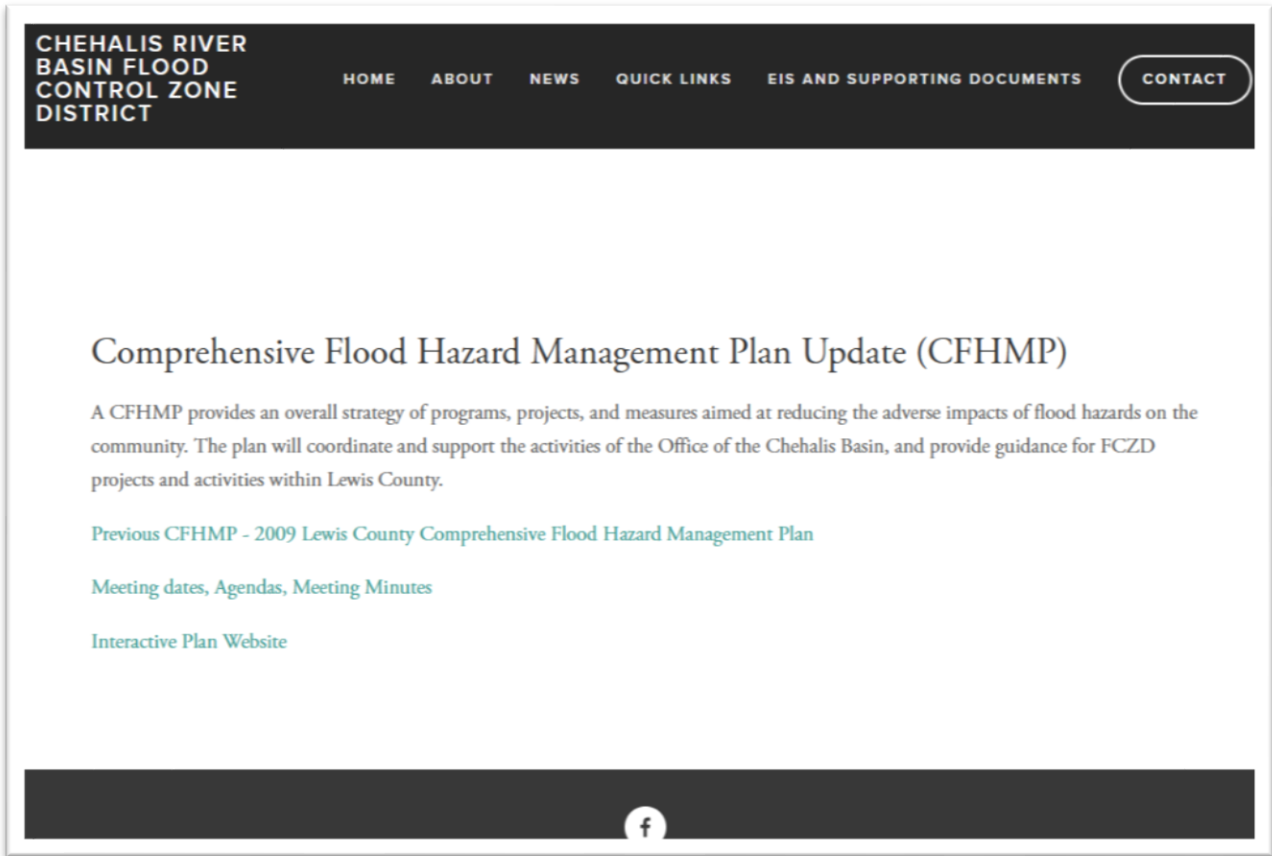 CHEHALIS RIVER
BASIN FLOOD
CONTROL ZONE
DISTRICT
HOME ABOUT NEWS QUICK LINKS EIS AND SUPPORTING DOCUMENTS CONTACT
Comprehensive Flood Hazard Management Plan Update (CFHMP)
A CFHMP provides an overall strategy of programs, projects, and measures aimed at reducing the adverse impacts of flood hazards on the
community. The plan will coordinate and support the activities of the Office of the Chehalis Basin, and provide guidance for FCZD
projects and activities within Lewis County.
Previous CFHMP - 2009 Lewis County Comprehensive Flood Hazard Management Plan
Meeting dates, Agendas, Meeting Minutes
Interactive Plan Website
f